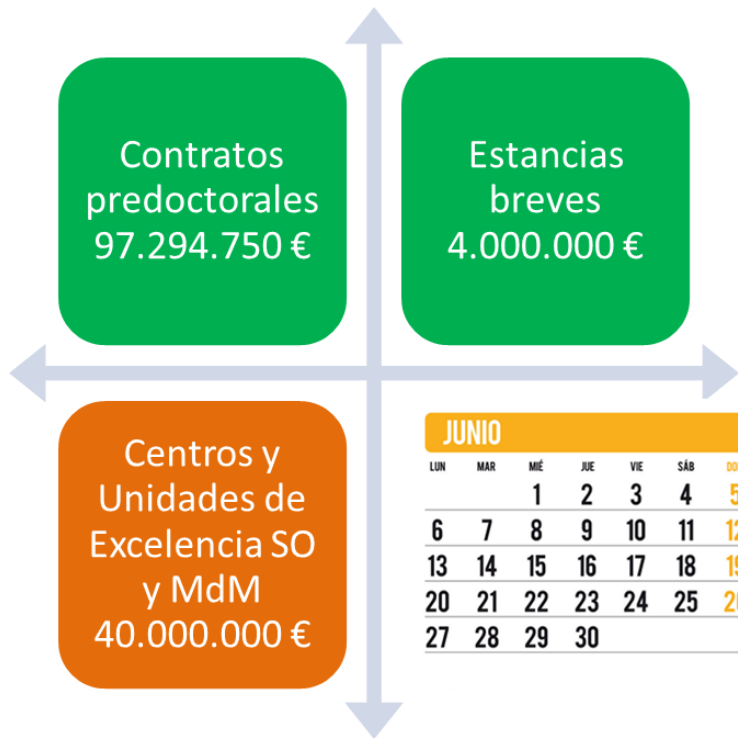 Contratos
predoctorales
97.294.750 €
Estancias
breves
4.000.000 €
Centros y
Unidades de
Excelencia SO
y MdM
40.000.000 €
JUNIO
LUN MAR MIÉ JUE VIE SÁB
1 2 3 4 5
6 7 8 9 10 11 12
13 14 15 16 17 18 19
20 21 22 23 24 25
27 28 29 30